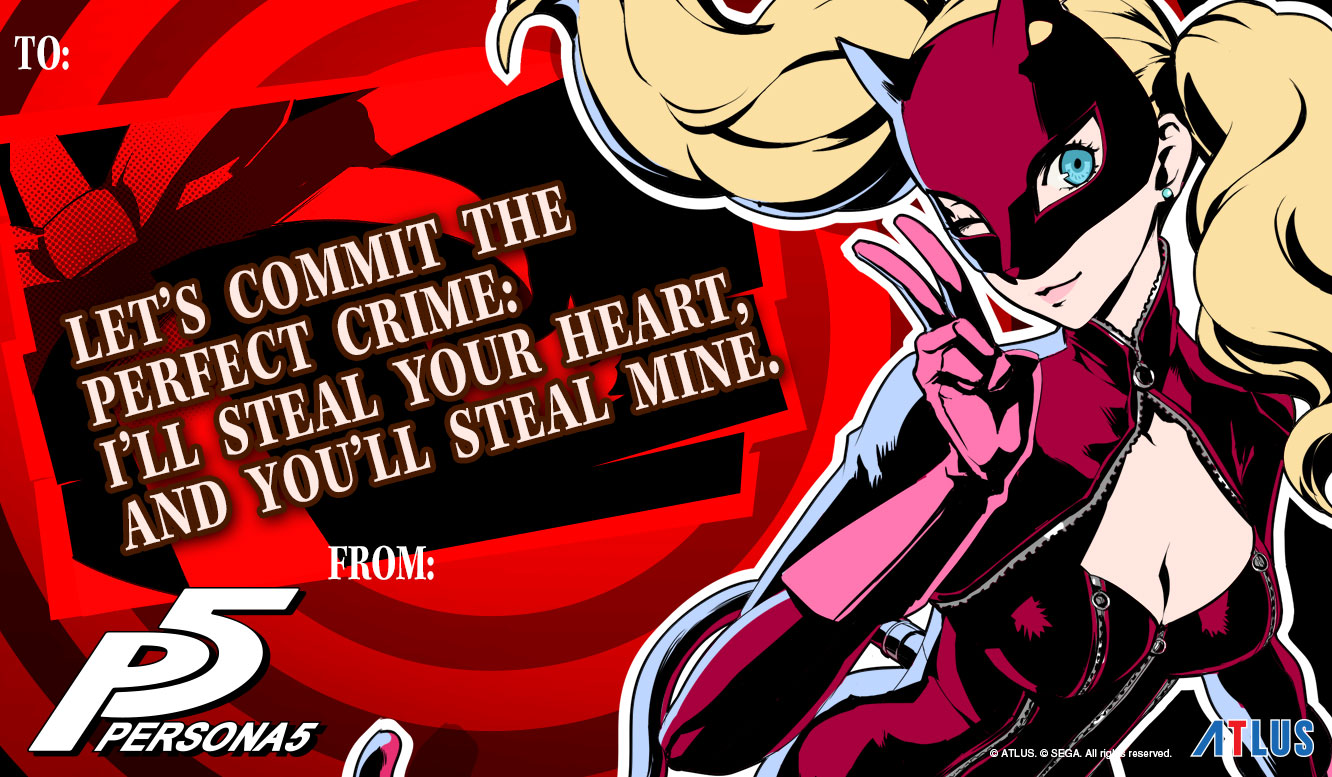 TO:
LET'S COMMIT THE
PERFECT CRIME:
I'LL STEAL YOUR HEART,
AND YOU'LL STEAL MINE.
FROM:
P5
PERSONA5
© ATLUS. © SEGA. All rights reserved.
ATLUS